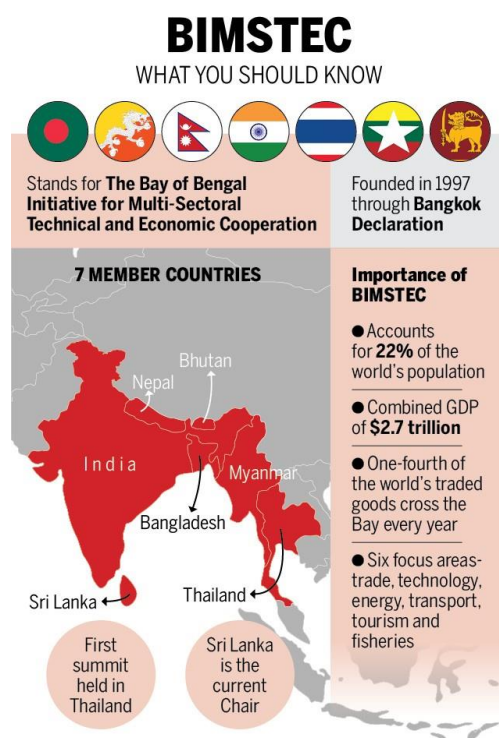 BIMSTEC
WHAT YOU SHOULD KNOW
Stands for The Bay of Bengal
Initiative for Multi-Sectoral
Technical and Economic Cooperation
Founded in 1997
through Bangkok
Declaration
7 MEMBER COUNTRIES
Bhutan
Nepal
India
Myanmar
Bangladesh
Sri Lanka
Thailand
First
summit
held in
Thailand
Sri Lanka
is the
current
Chair
Importance of
BIMSTEC
● Accounts
for 22% of the
world's population
● Combined GDP
of $2.7 trillion
● One-fourth of
the world's traded
goods cross the
Bay every year
● Six focus areas-
trade, technology,
energy, transport,
tourism and
fisheries